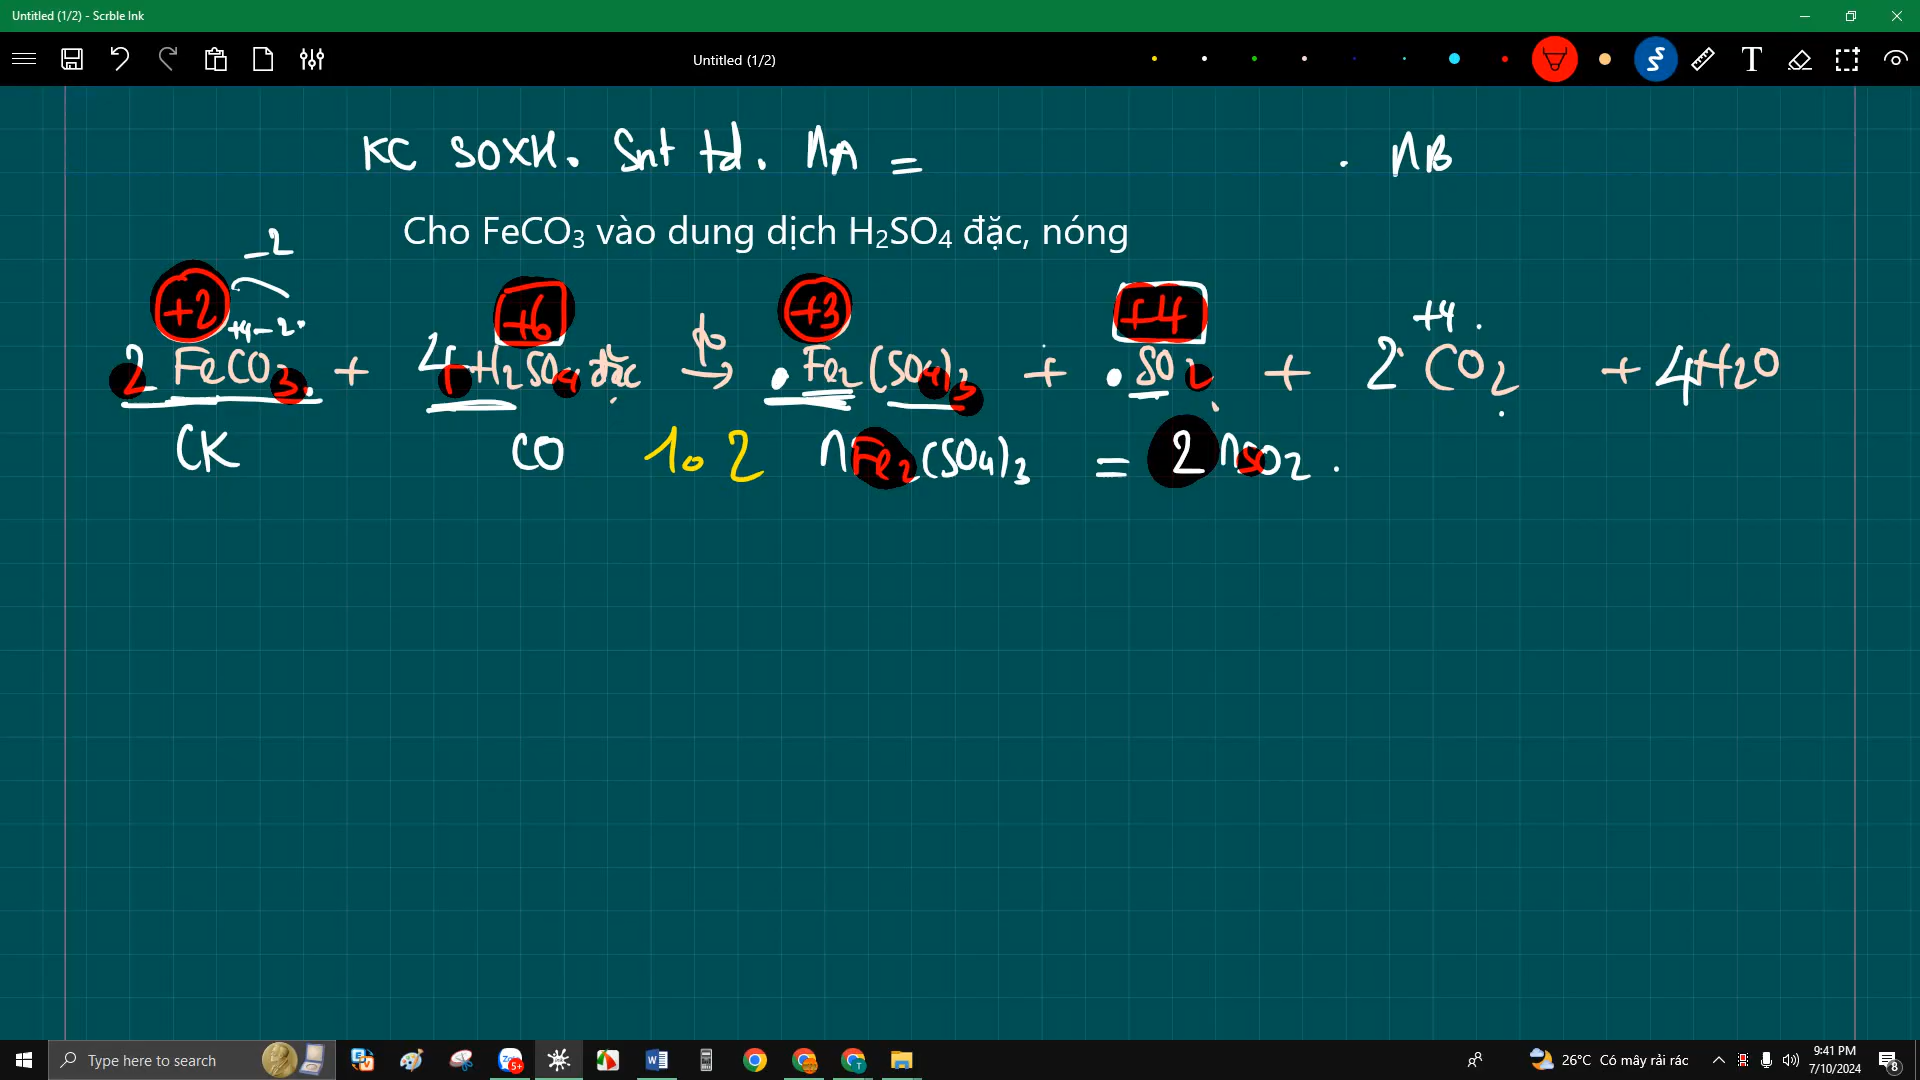 Untitled (1/2) - Scrble Ink
Untitled (1/2)
T
KC SOXH. Snt td. nA = . nB
Cho FeCO₃ vào dung dịch H₂SO₄ đặc, nóng
-2
+2 +6 +3 +4 +4
+4 -2
2 FeCO₃ + 4 H₂SO₄ đặc → Fe₂(SO₄)₃ + SO₂ + 2 CO₂ + 4H₂O
CK CO 1. 2 nFe₂(SO₄)₃ = 2 nSO₂.
Type here to search
26°C Có mây rải rác
9:41 PM
7/10/2024
8